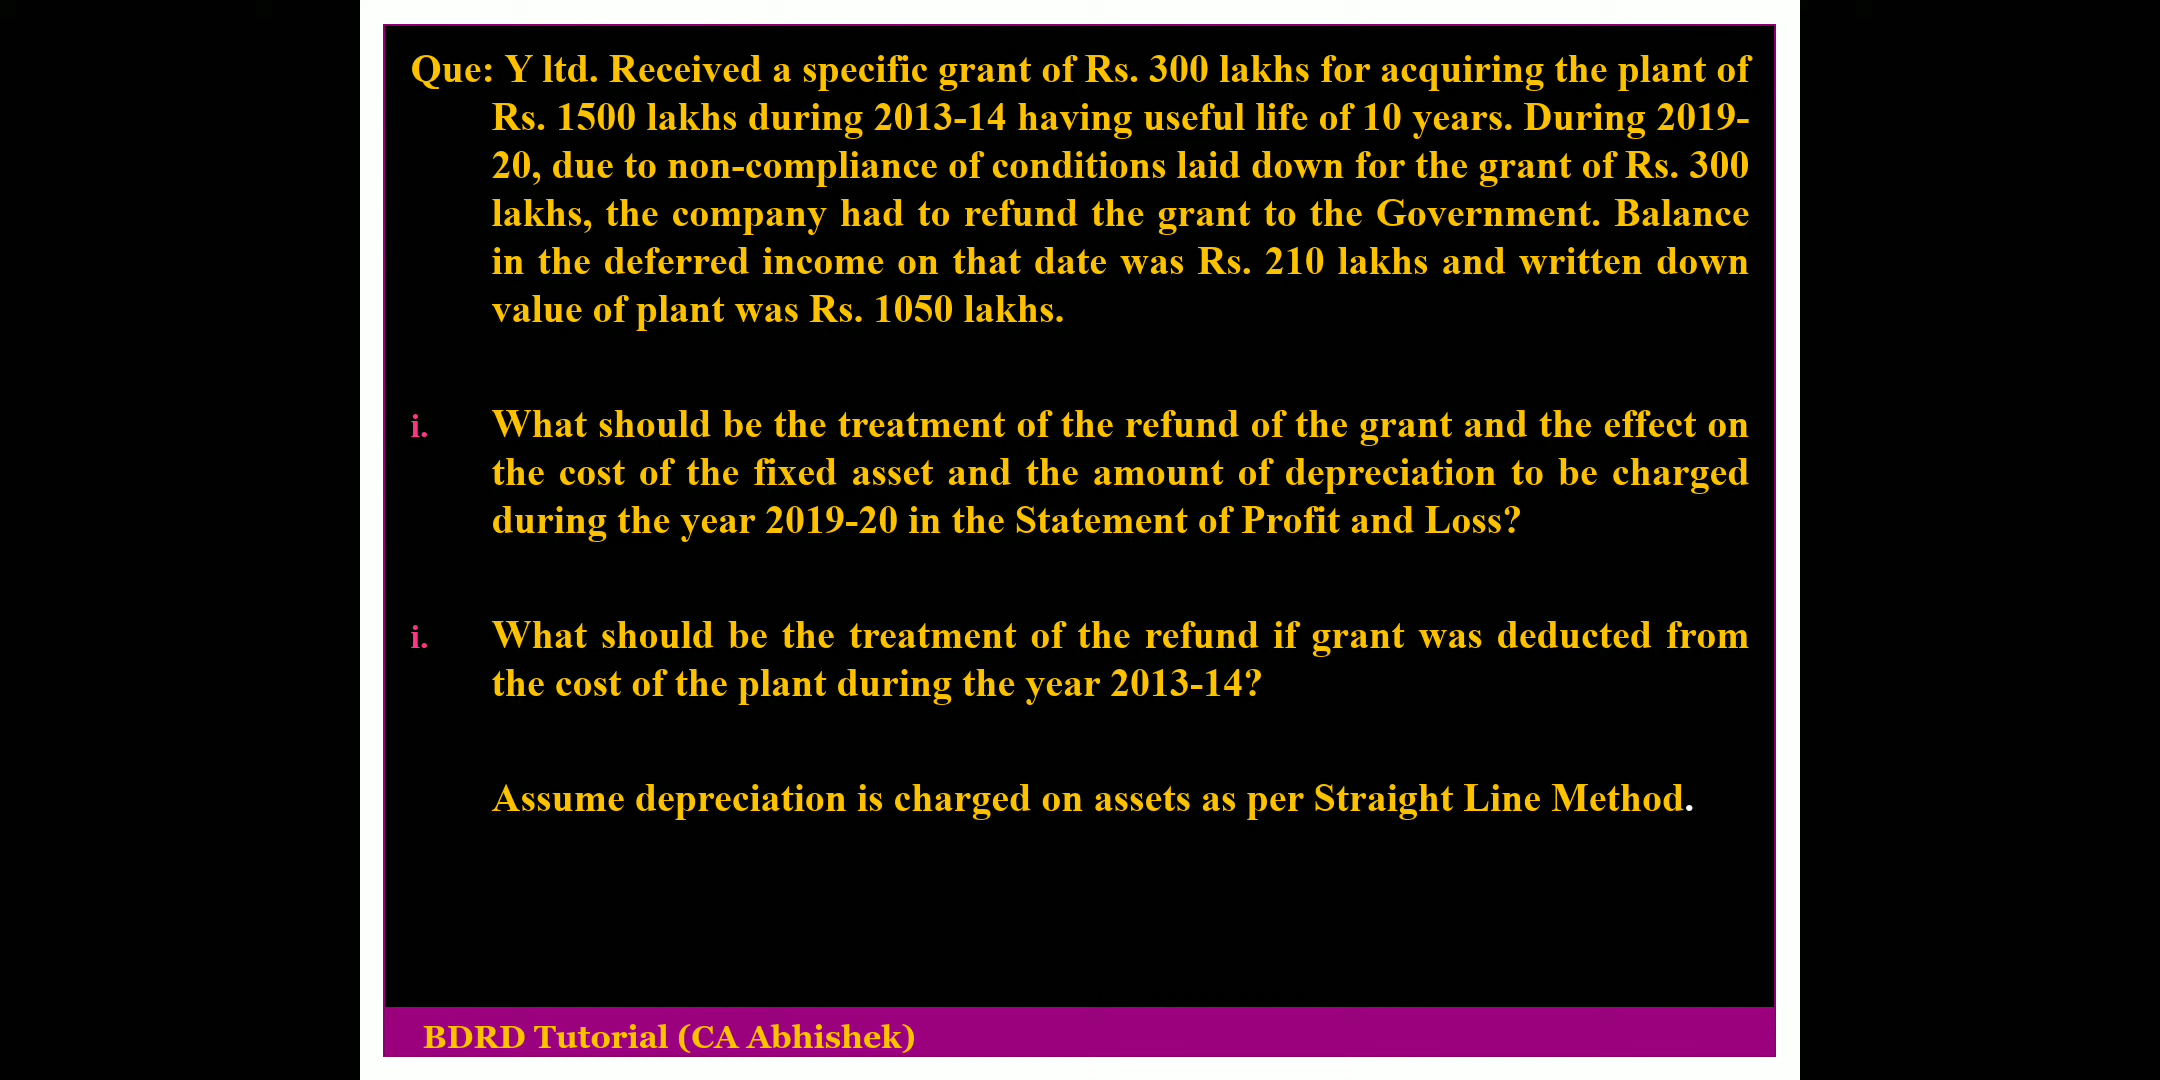 Que: Y ltd. Received a specific grant of Rs. 300 lakhs for acquiring the plant of
Rs. 1500 lakhs during 2013-14 having useful life of 10 years. During 2019-
20, due to non-compliance of conditions laid down for the grant of Rs. 300
lakhs, the company had to refund the grant to the Government. Balance
in the deferred income on that date was Rs. 210 lakhs and written down
value of plant was Rs. 1050 lakhs.
i. What should be the treatment of the refund of the grant and the effect on
the cost of the fixed asset and the amount of depreciation to be charged
during the year 2019-20 in the Statement of Profit and Loss?
i. What should be the treatment of the refund if grant was deducted from
the cost of the plant during the year 2013-14?
Assume depreciation is charged on assets as per Straight Line Method.
BDRD Tutorial (CA Abhishek)